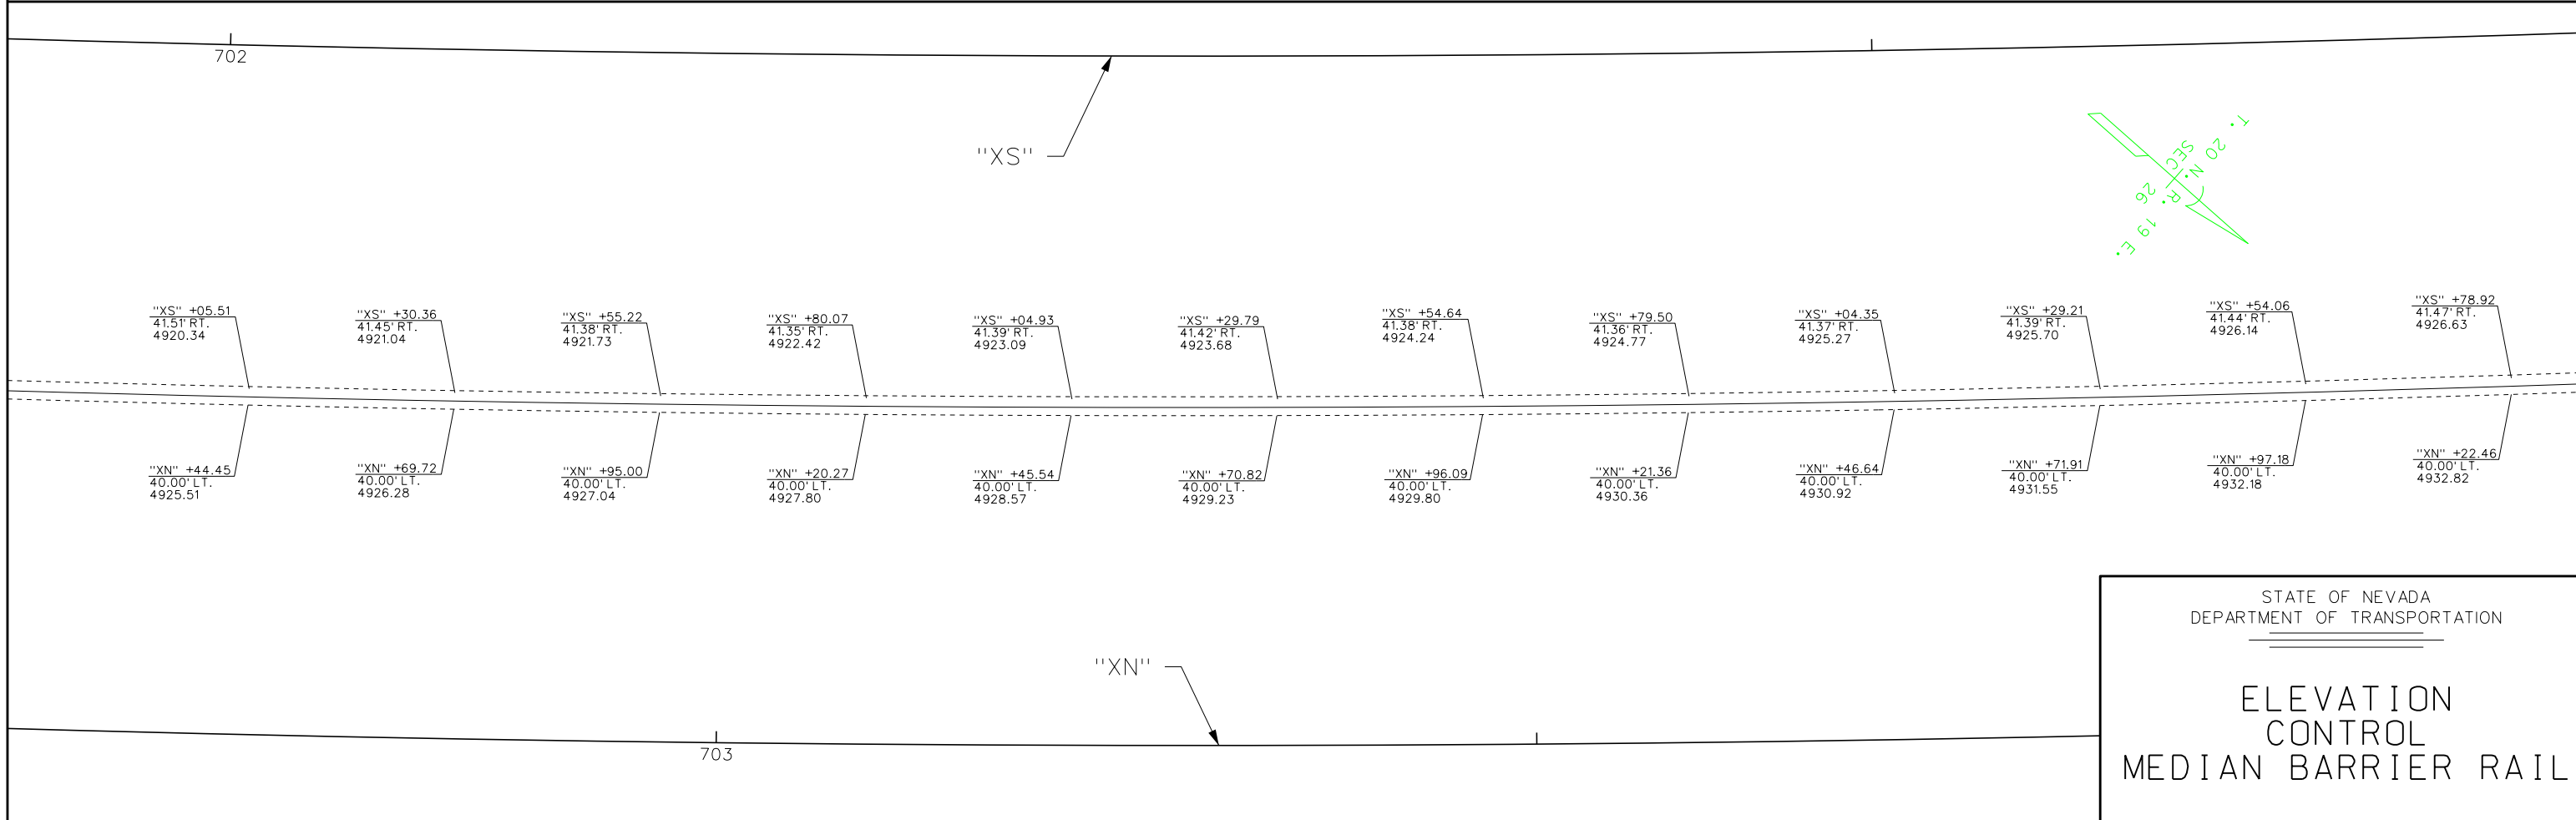 702
"XS"
T. 20 N. R. 19 E.
SEC 26
"XS" +05.51
41.51' RT.
4920.34
"XS" +30.36
41.45' RT.
4921.04
"XS" +55.22
41.38' RT.
4921.73
"XS" +80.07
41.35' RT.
4922.42
"XS" +04.93
41.39' RT.
4923.09
"XS" +29.79
41.42' RT.
4923.68
"XS" +54.64
41.38' RT.
4924.24
"XS" +79.50
41.36' RT.
4924.77
"XS" +04.35
41.37' RT.
4925.27
"XS" +29.21
41.39' RT.
4925.70
"XS" +54.06
41.44' RT.
4926.14
"XS" +78.92
41.47' RT.
4926.63
"XN" +44.45
40.00' LT.
4925.51
"XN" +69.72
40.00' LT.
4926.28
"XN" +95.00
40.00' LT.
4927.04
"XN" +20.27
40.00' LT.
4927.80
"XN" +45.54
40.00' LT.
4928.57
"XN" +70.82
40.00' LT.
4929.23
"XN" +96.09
40.00' LT.
4929.80
"XN" +21.36
40.00' LT.
4930.36
"XN" +46.64
40.00' LT.
4930.92
"XN" +71.91
40.00' LT.
4931.55
"XN" +97.18
40.00' LT.
4932.18
"XN" +22.46
40.00' LT.
4932.82
"XN"
703
STATE OF NEVADA
DEPARTMENT OF TRANSPORTATION
ELEVATION
CONTROL
MEDIAN BARRIER RAIL